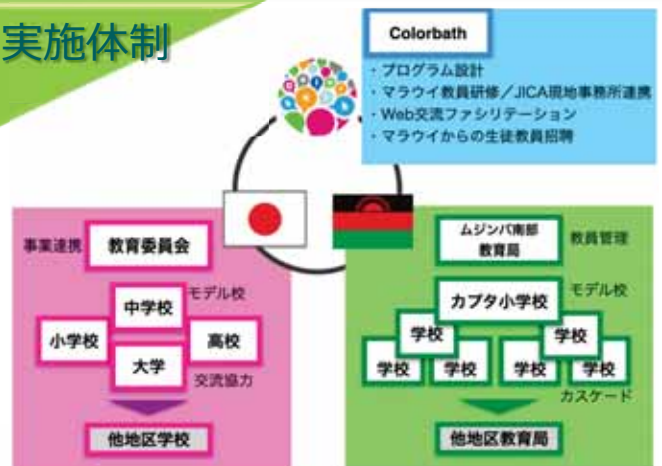 実施体制
Colorbath
・プログラム設計
・マラウイ教員研修／JICA現地事務所連携
・Web交流ファシリテーション
・マラウイからの生徒教員招聘
事業連携
教育委員会
モデル校
中学校
小学校
高校
大学
交流協力
他地区学校
ムジンバ南部
教育局
教員管理
カプタ小学校
モデル校
学校
学校
学校
学校
学校
学校
カスケード
他地区教育局